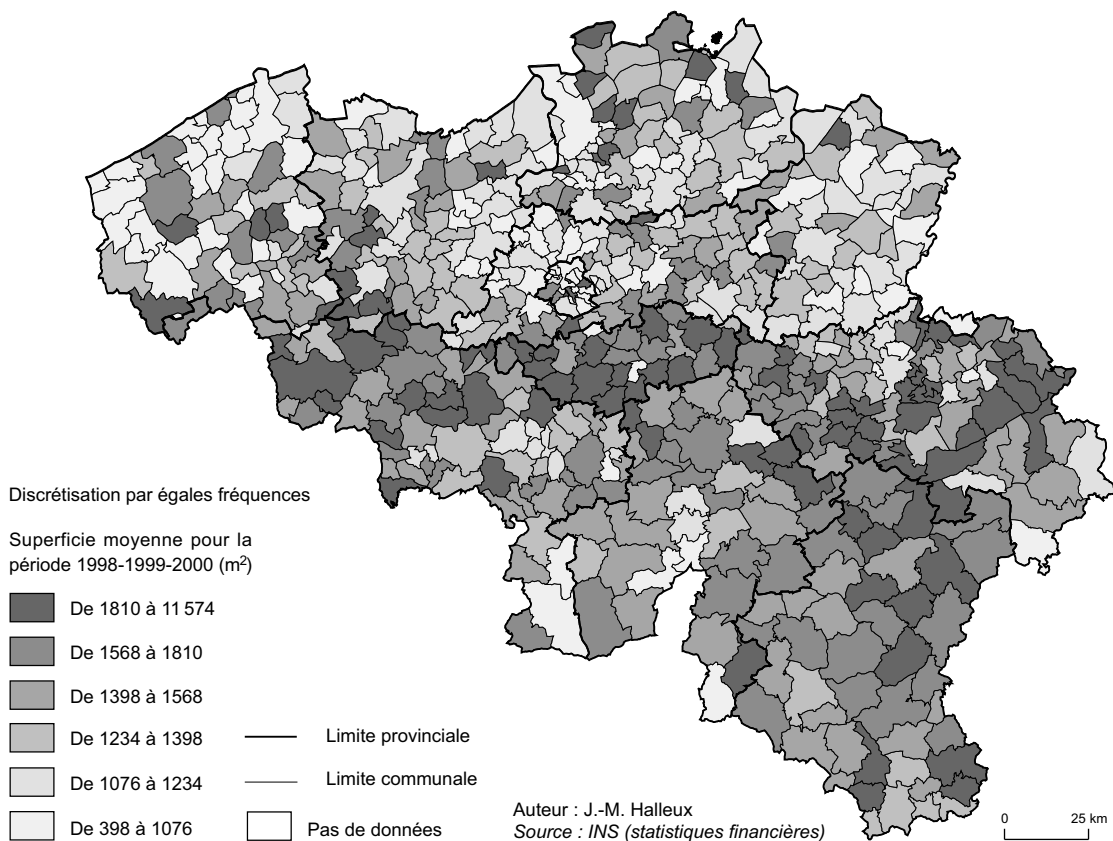 Discrétisation par égales fréquences
Superficie moyenne pour la
période 1998-1999-2000 (m²)
De 1810 à 11 574
De 1568 à 1810
De 1398 à 1568
De 1234 à 1398
De 1076 à 1234
De 398 à 1076
Limite provinciale
Limite communale
Pas de données
Auteur : J.-M. Halleux
Source : INS (statistiques financières)
0 25 km